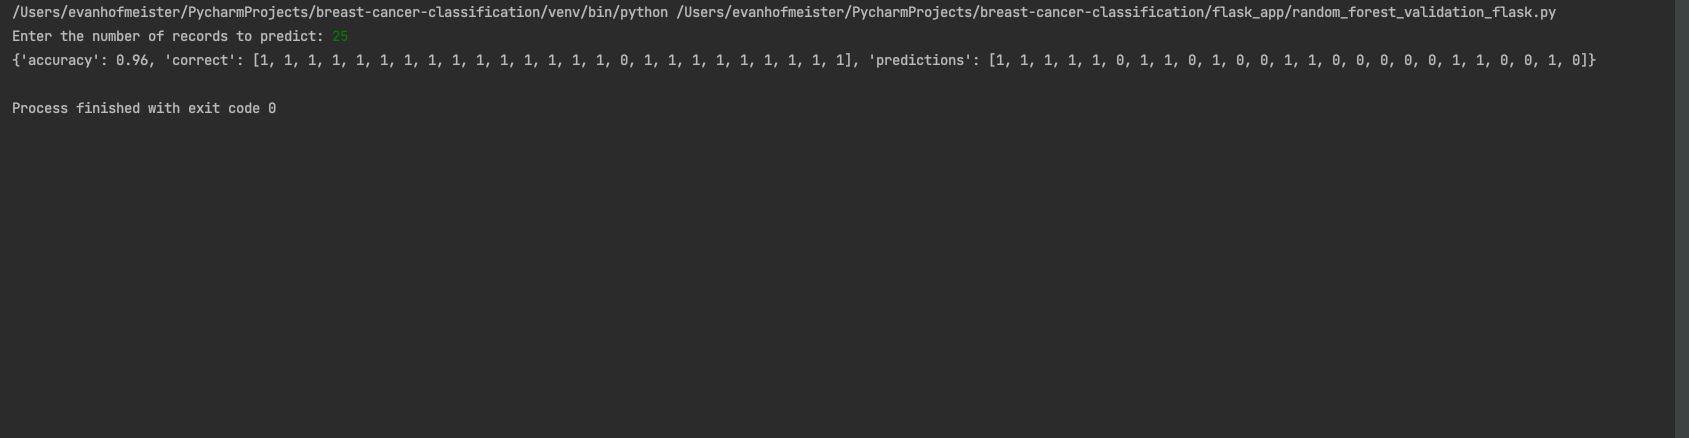 /Users/evanhofmeister/PycharmProjects/breast-cancer-classification/venv/bin/python /Users/evanhofmeister/PycharmProjects/breast-cancer-classification/flask_app/random_forest_validation_flask.py
Enter the number of records to predict: 25
{'accuracy': 0.96, 'correct': [1, 1, 1, 1, 1, 1, 1, 1, 1, 1, 1, 1, 1, 1, 1, 0, 1, 1, 1, 1, 1, 1, 1, 1, 1], 'predictions': [1, 1, 1, 1, 1, 0, 1, 1, 0, 1, 0, 0, 1, 1, 0, 0, 0, 0, 0, 1, 1, 0, 0, 1, 0]}
Process finished with exit code 0